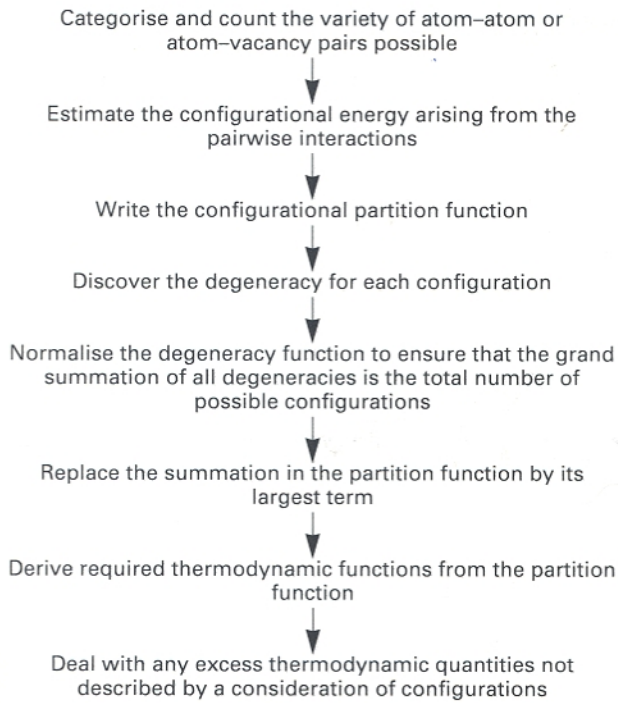 Categorise and count the variety of atom–atom or
atom–vacancy pairs possible
Estimate the configurational energy arising from the
pairwise interactions
Write the configurational partition function
Discover the degeneracy for each configuration
Normalise the degeneracy function to ensure that the grand
summation of all degeneracies is the total number of
possible configurations
Replace the summation in the partition function by its
largest term
Derive required thermodynamic functions from the partition
function
Deal with any excess thermodynamic quantities not
described by a consideration of configurations